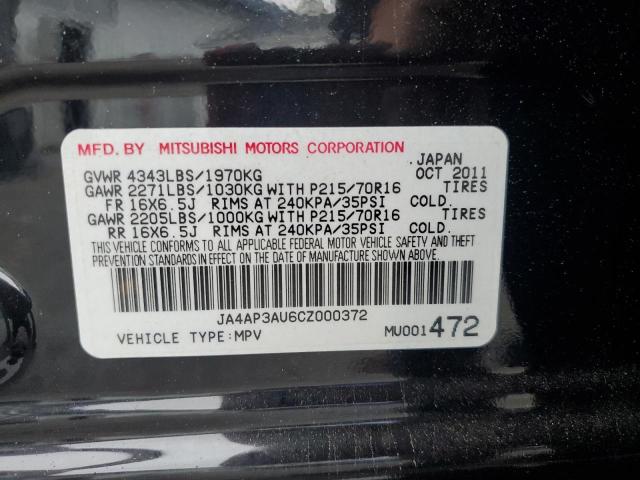 MFD. BY MITSUBISHI MOTORS CORPORATION
JAPAN
GVWR 4343LBS/1970KG OCT 2011
GAWR 2271LBS/1030KG WITH P215/70R16 TIRES
FR 16X6.5J RIMS AT 240KPA/35PSI COLD.
GAWR 2205LBS/1000KG WITH P215/70R16 TIRES
RR 16X6.5J RIMS AT 240KPA/35PSI COLD.
THIS VEHICLE CONFORMS TO ALL APPLICABLE FEDERAL MOTOR VEHICLE SAFETY AND THEFT
PREVENTION STANDARDS IN EFFECT ON THE DATE OF MANUFACTURE SHOWN ABOVE.
JA4AP3AU6CZ000372
VEHICLE TYPE:MPV MU001472